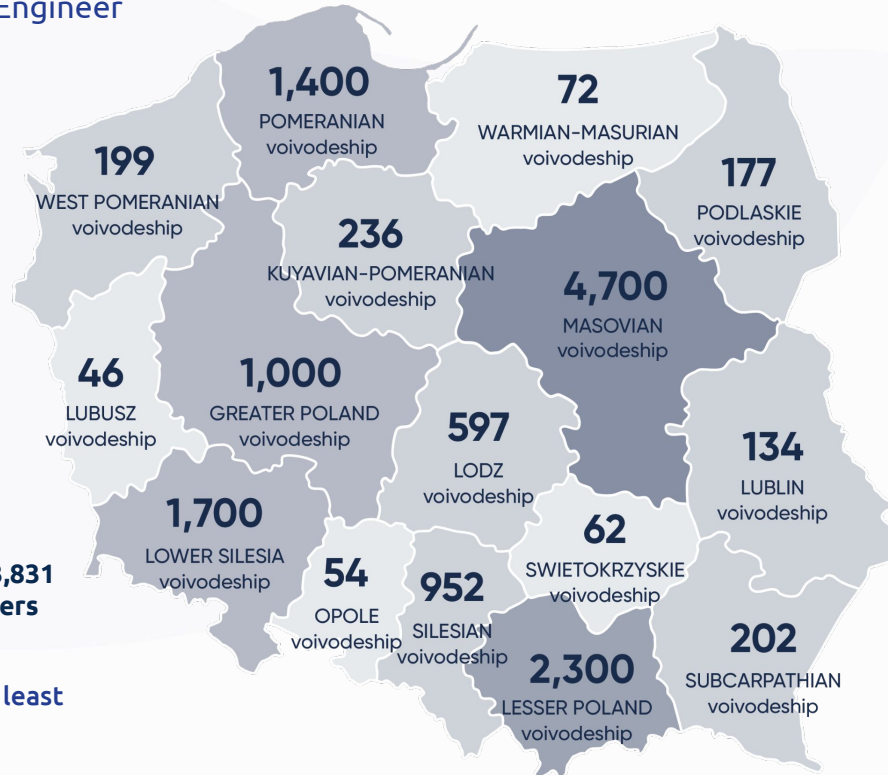 Engineer
1,400
POMERANIAN
voivodeship
72
WARMIAN-MASURIAN
voivodeship
199
WEST POMERANIAN
voivodeship
177
PODLASKIE
voivodeship
236
KUYAVIAN-POMERANIAN
voivodeship
4,700
MASOVIAN
voivodeship
46
LUBUSZ
voivodeship
1,000
GREATER POLAND
voivodeship
597
LODZ
voivodeship
134
LUBLIN
voivodeship
1,700
LOWER SILESIA
voivodeship
62
SWIETOKRZYSKIE
voivodeship
54
OPOLE
voivodeship
952
SILESIAN
voivodeship
,831
ers
202
SUBCARPATHIAN
voivodeship
2,300
LESSER POLAND
voivodeship
least